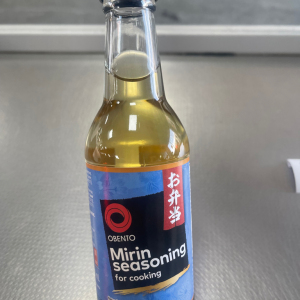 お弁当
OBENTO
Mirin
seasoning
for cooking